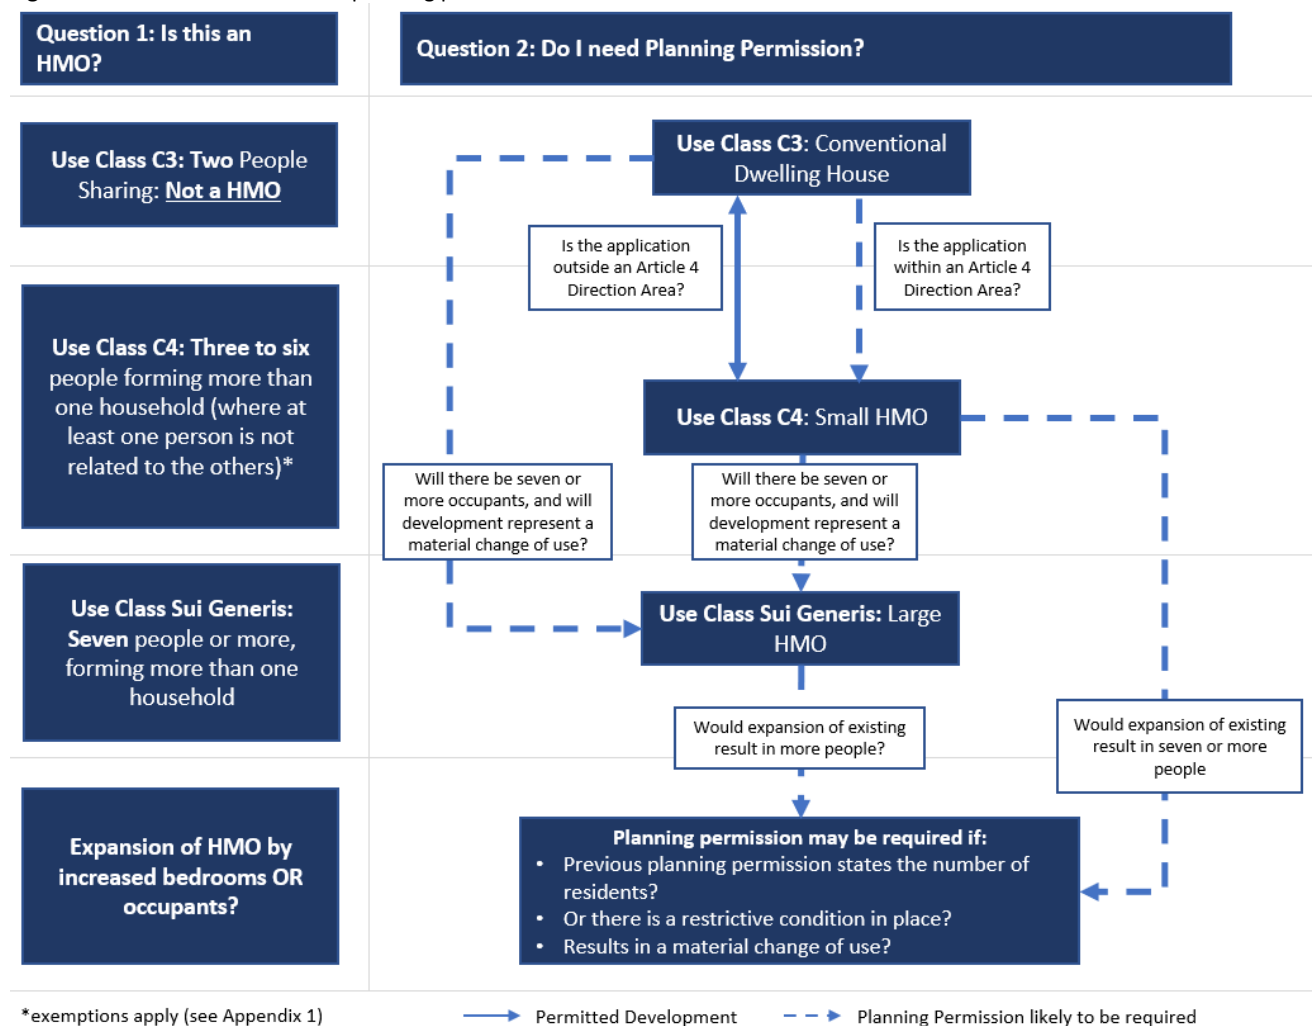 Question 1: Is this an
HMO?
Question 2: Do I need Planning Permission?
Use Class C3: Two People
Sharing: Not a HMO
Use Class C3: Conventional
Dwelling House
Is the application
outside an Article 4
Direction Area?
Is the application
within an Article 4
Direction Area?
Use Class C4: Three to six
people forming more than
one household (where at
least one person is not
related to the others)*
Use Class C4: Small HMO
Will there be seven or
more occupants, and will
development represent a
material change of use?
Will there be seven or
more occupants, and will
development represent a
material change of use?
Use Class Sui Generis:
Seven people or more,
forming more than one
household
Use Class Sui Generis: Large
HMO
Would expansion of existing
result in more people?
Would expansion of existing
result in seven or more
people
Expansion of HMO by
increased bedrooms OR
occupants?
Planning permission may be required if:
• Previous planning permission states the number of
residents?
• Or there is a restrictive condition in place?
• Results in a material change of use?
*exemptions apply (see Appendix 1)
Permitted Development
Planning Permission likely to be required